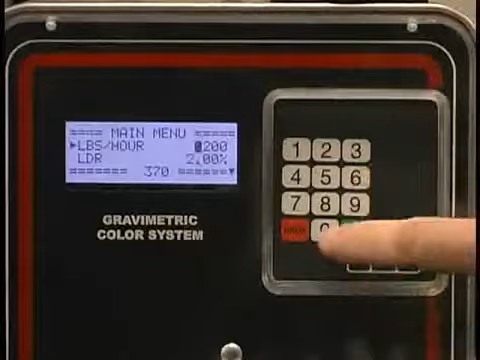 ===== MAIN MENU =====
▸LBS/HOUR 0200
LDR 2.00%
======= 370 =======▾
GRAVIMETRIC
COLOR SYSTEM
1 2 3
4 5 6
7 8 9